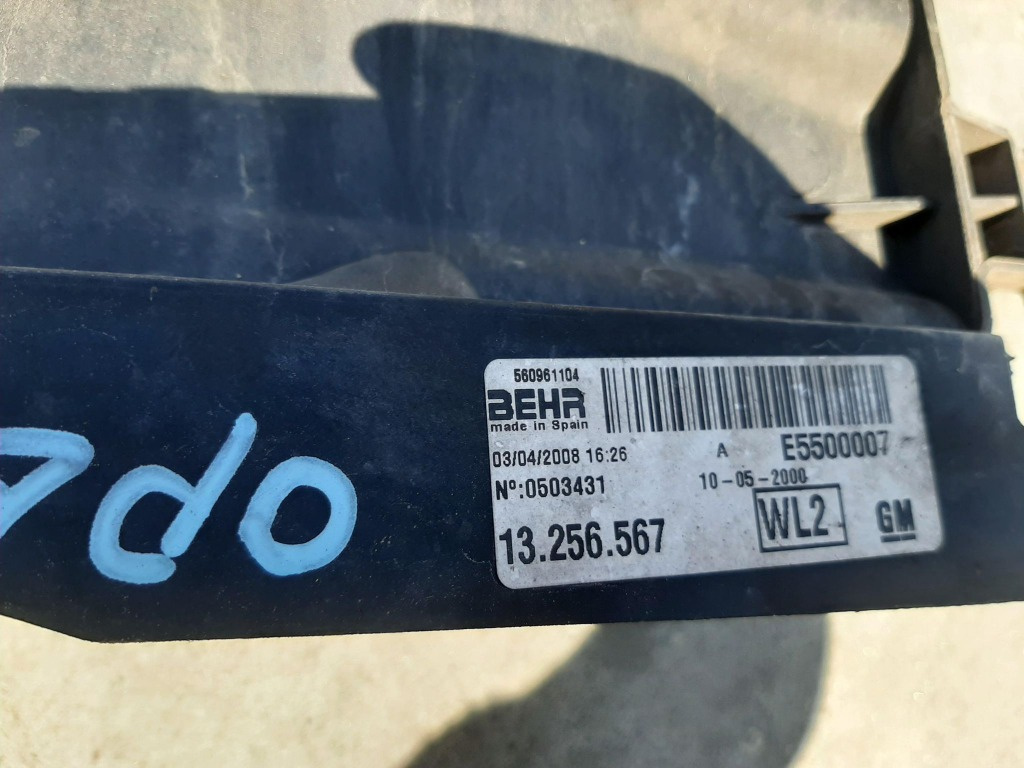 560961104
BEHR
made in Spain
03/04/2008 16:26
A E5500007
Nº:0503431
10-05-2000
13.256.567
WL2
GM